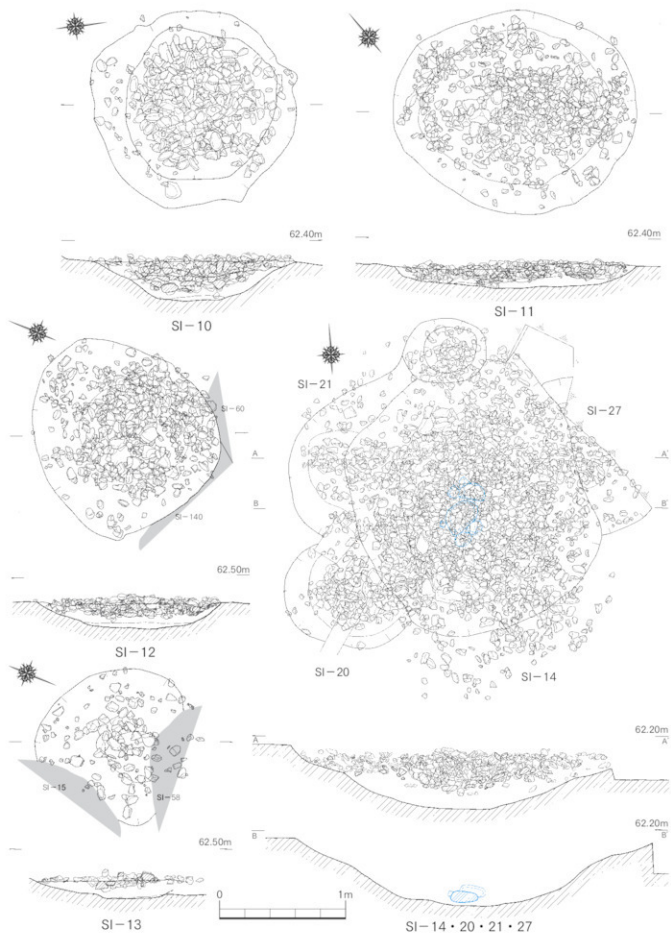 62.40m
SI-10
62.40m
SI-11
SI-60
SI-140
A
B
62.50m
SI-12
SI-21
SI-27
A
A'
B
B'
SI-20
SI-14
SI-15
SI-58
62.50m
SI-13
0
1m
A
62.20m
A'
B
62.20m
B'
SI-14・20・21・27